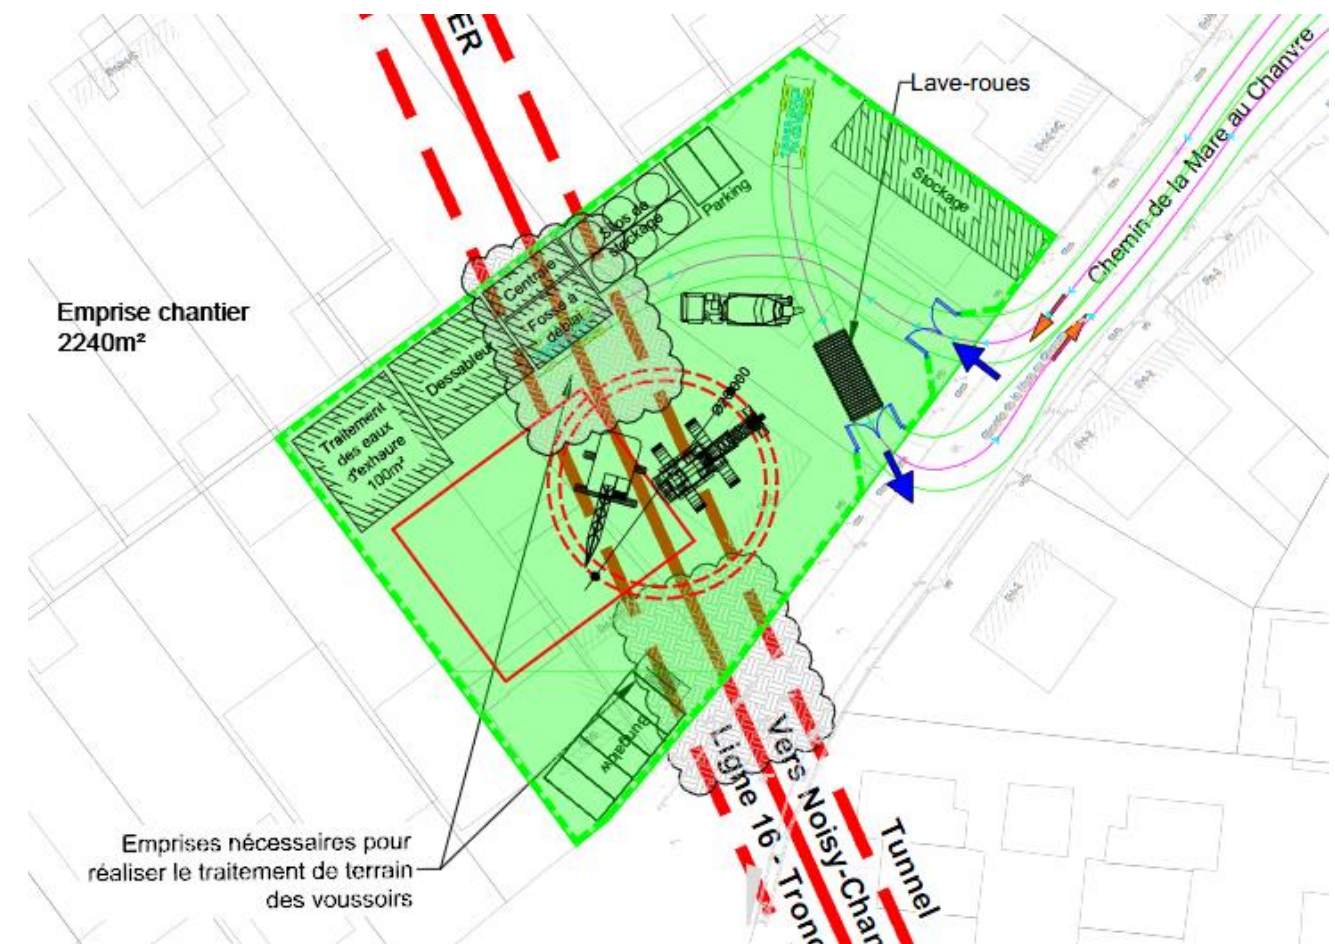 ER
Lave-roues
Chemin de la Mare au Chanvre
Stockage
Parking
Silos de
stockage
Centrale
Fosse à
déblai
Dessableur
Emprise chantier
2240m²
Traitement
des eaux
d'exhaure
100m²
Bungalow
Emprises nécessaires pour
réaliser le traitement de terrain
des voussoirs
Tunnel
Vers Noisy-Cham
Ligne 16 - Tronç